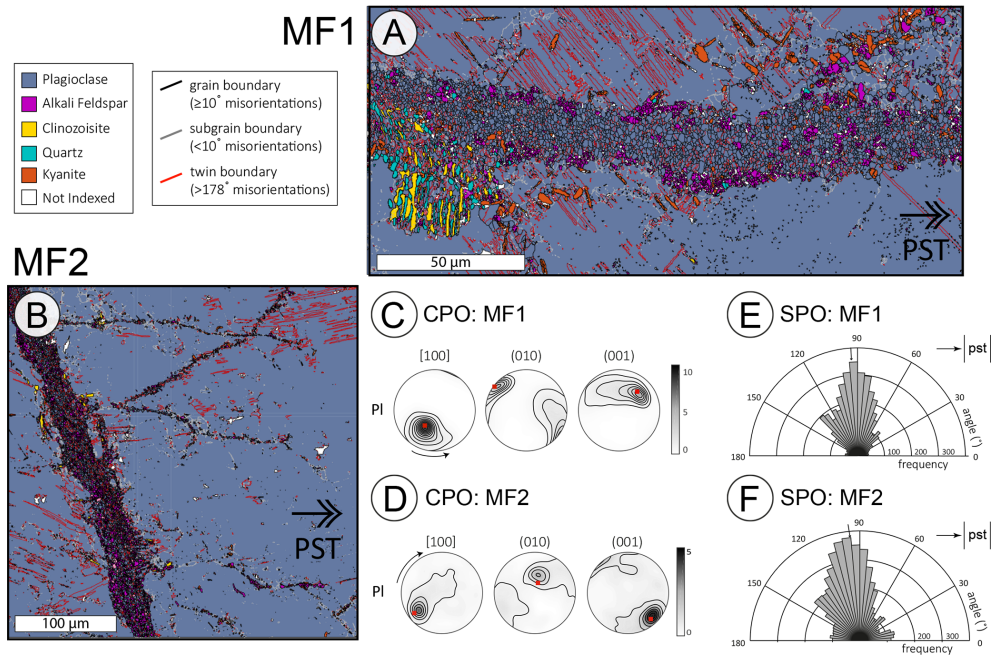 MF1
A
Plagioclase
Alkali Feldspar
Clinozoisite
Quartz
Kyanite
Not Indexed
grain boundary
(≥10° misorientations)
subgrain boundary
(<10° misorientations)
twin boundary
(>178° misorientations)
50 µm
PST
MF2
B
PST
100 µm
C CPO: MF1
[100] (010) (001)
Pl
10
5
0
D CPO: MF2
[100] (010) (001)
Pl
5
0
E SPO: MF1
pst
90
120 60
150 30
180 0
100 200 300
frequency
angle (°)
F SPO: MF2
pst
90
120 60
150 30
180 0
200 300
frequency
angle (°)